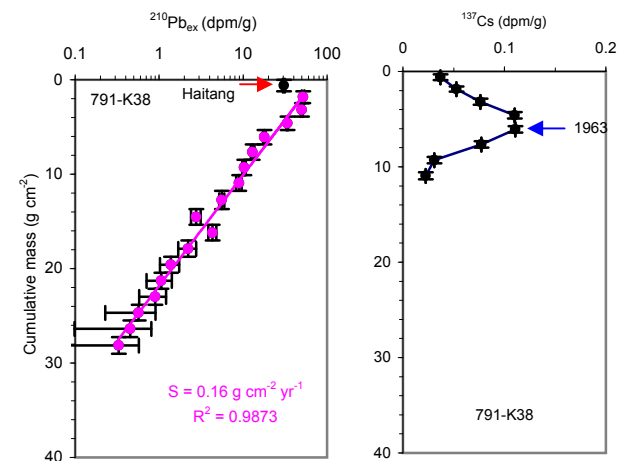 ²¹⁰Pbₑₓ (dpm/g)
0.1 1 10 100
0
10
20
30
40
Cumulative mass (g cm⁻²)
791-K38
Haitang
S = 0.16 g cm⁻² yr⁻¹
R² = 0.9873
¹³⁷Cs (dpm/g)
0 0.1 0.2
0
10
20
30
40
1963
791-K38